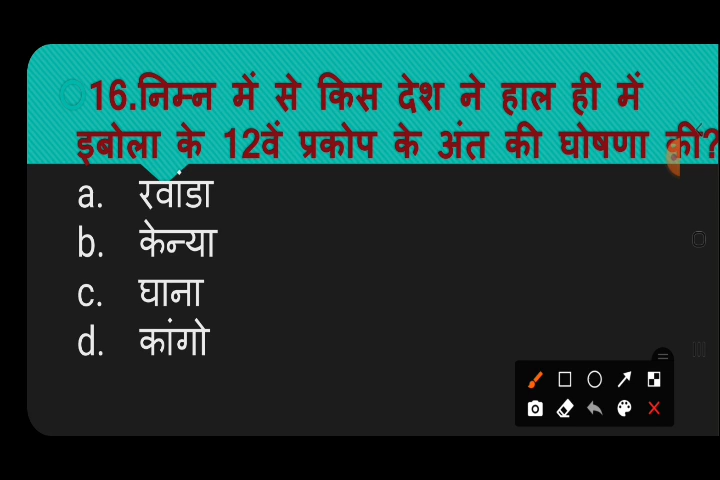 16.निम्न में से किस देश ने हाल ही में
इबोला के 12वें प्रकोप के अंत की घोषणा की?
a. रवांडा
b. केन्या
c. घाना
d. कांगो